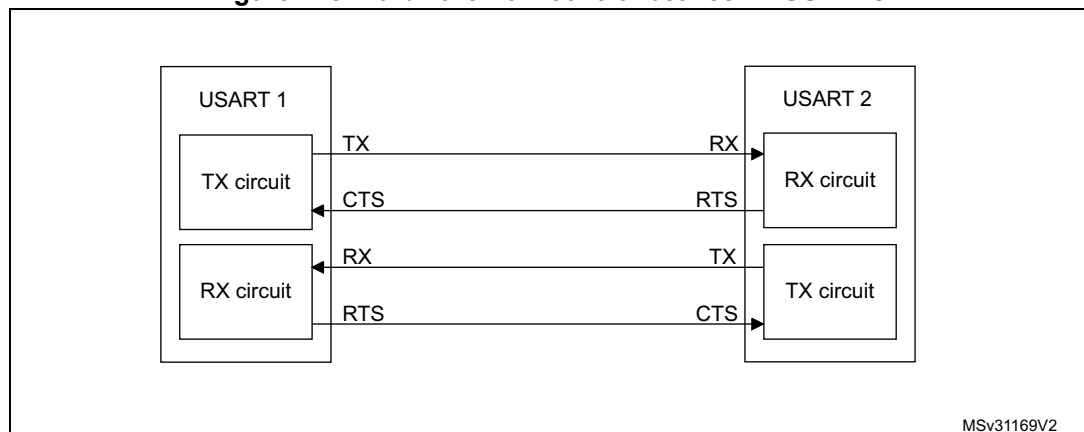 USART 1
USART 2
TX circuit
TX
RX
RX circuit
CTS
RTS
RX circuit
RX
TX
TX circuit
RTS
CTS
MSv31169V2